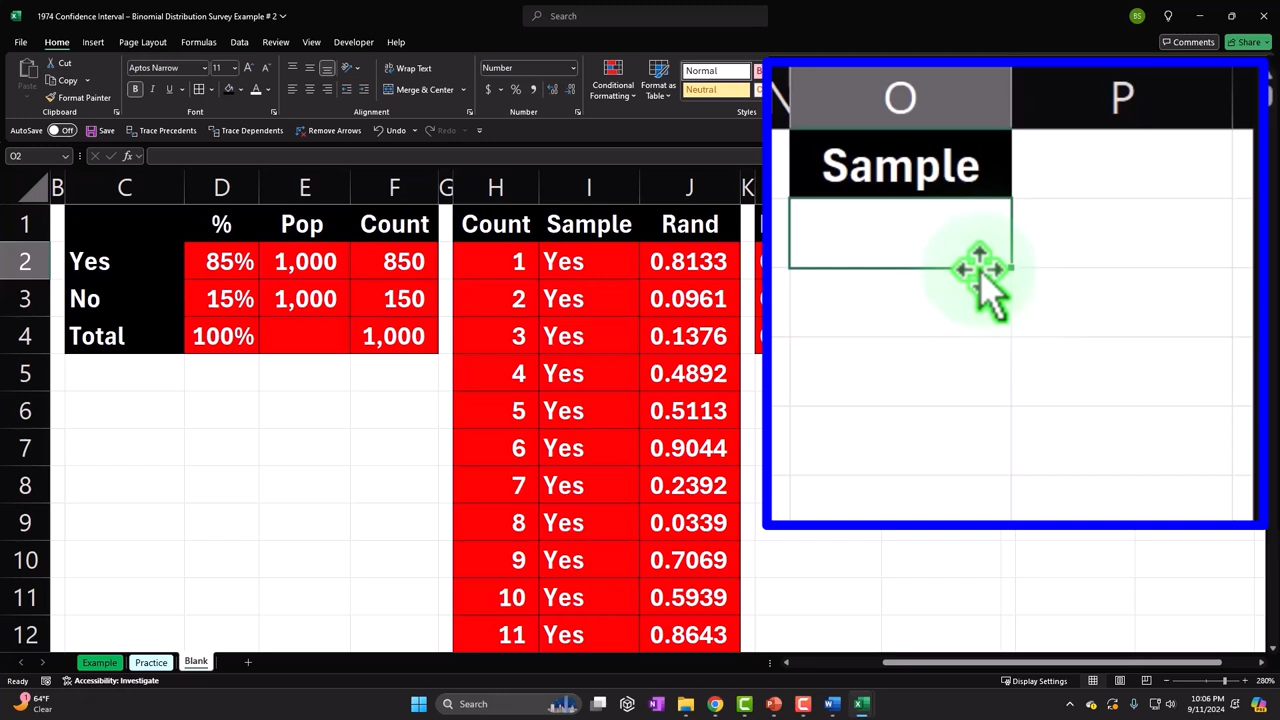 1974 Confidence Interval – Binomial Distribution Survey Example # 2
Search
BS
File Home Insert Page Layout Formulas Data Review View Developer Help
Comments Share
Cut
Copy
Format Painter
Paste
Clipboard
Aptos Narrow 11
B I U
Font
Wrap Text
Merge & Center
Alignment
Number
$ % 9
Number
Conditional Formatting
Format as Table
Normal
Neutral
Styles
AutoSave Off Save Trace Precedents Trace Dependents Remove Arrows Undo Redo
O2 fx
B C D E F G H I J K
1 % Pop Count Count Sample Rand
2 Yes 85% 1,000 850 1 Yes 0.8133
3 No 15% 1,000 150 2 Yes 0.0961
4 Total 100% 1,000 3 Yes 0.1376
5 4 Yes 0.4892
6 5 Yes 0.5113
7 6 Yes 0.9044
8 7 Yes 0.2392
9 8 Yes 0.0339
10 9 Yes 0.7069
11 10 Yes 0.5939
12 11 Yes 0.8643
O P
Sample
Example Practice Blank
Ready Accessibility: Investigate
Display Settings 280%
64°F
Clear
Search
10:06 PM
9/11/2024